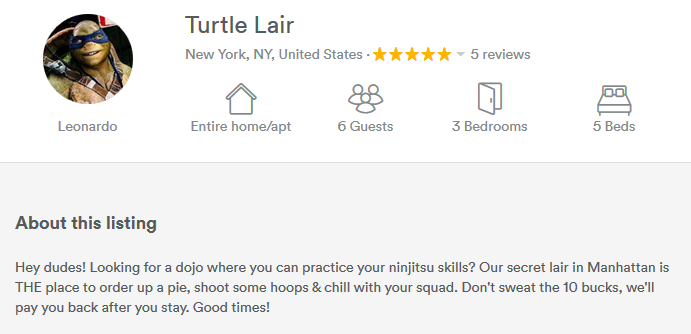 Turtle Lair
New York, NY, United States · 5 reviews
Leonardo
Entire home/apt
6 Guests
3 Bedrooms
5 Beds
About this listing
Hey dudes! Looking for a dojo where you can practice your ninjitsu skills? Our secret lair in Manhattan is
THE place to order up a pie, shoot some hoops & chill with your squad. Don't sweat the 10 bucks, we'll
pay you back after you stay. Good times!